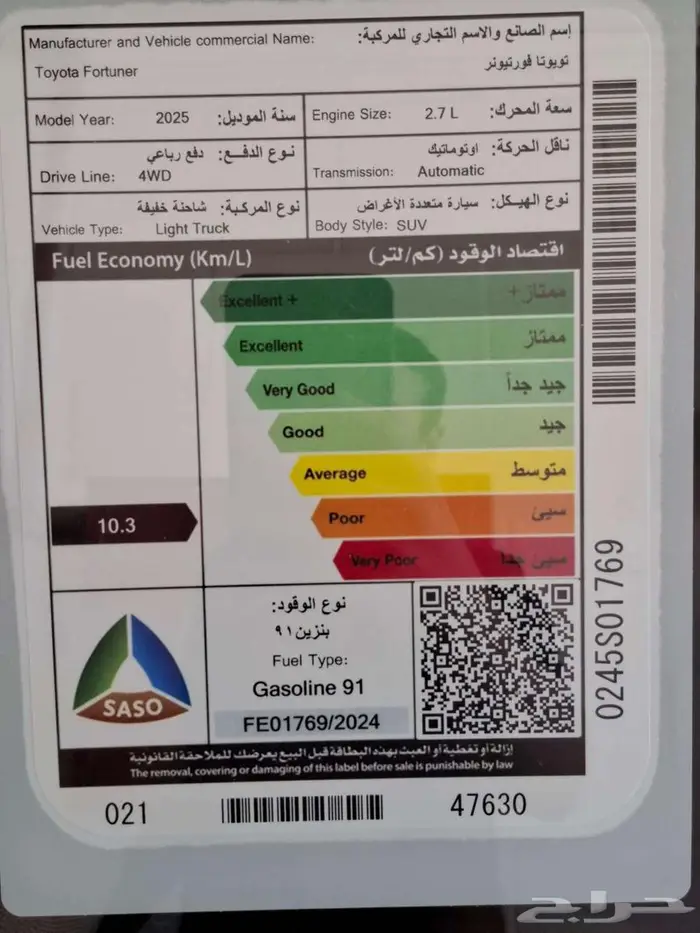 Manufacturer and Vehicle commercial Name: إسم الصانع والاسم التجاري للمركبة:
Toyota Fortuner تويوتا فورتيونر
Model Year: 2025 سنة الموديل: Engine Size: 2.7 L سعة المحرك:
نوع الدفع: دفع رباعي ناقل الحركة: اوتوماتيك
Drive Line: 4WD Transmission: Automatic
نوع المركبة: شاحنة خفيفة نوع الهيكل: سيارة متعددة الأغراض
Vehicle Type: Light Truck Body Style: SUV
Fuel Economy (Km/L) اقتصاد الوقود (كم/لتر)
Excellent + ممتاز +
Excellent ممتاز
Very Good جيد جداً
Good جيد
Average متوسط
10.3 Poor سيئ
Very Poor سيئ جدا
نوع الوقود:
بنزين ٩١
Fuel Type:
Gasoline 91
SASO
FE01769/2024
إزالة أو تغطية أو العبث بهذه البطاقة قبل البيع يعرضك للملاحقة القانونية
The removal, covering or damaging of this label before sale is punishable by law
021 47630
0245S01769
حراج